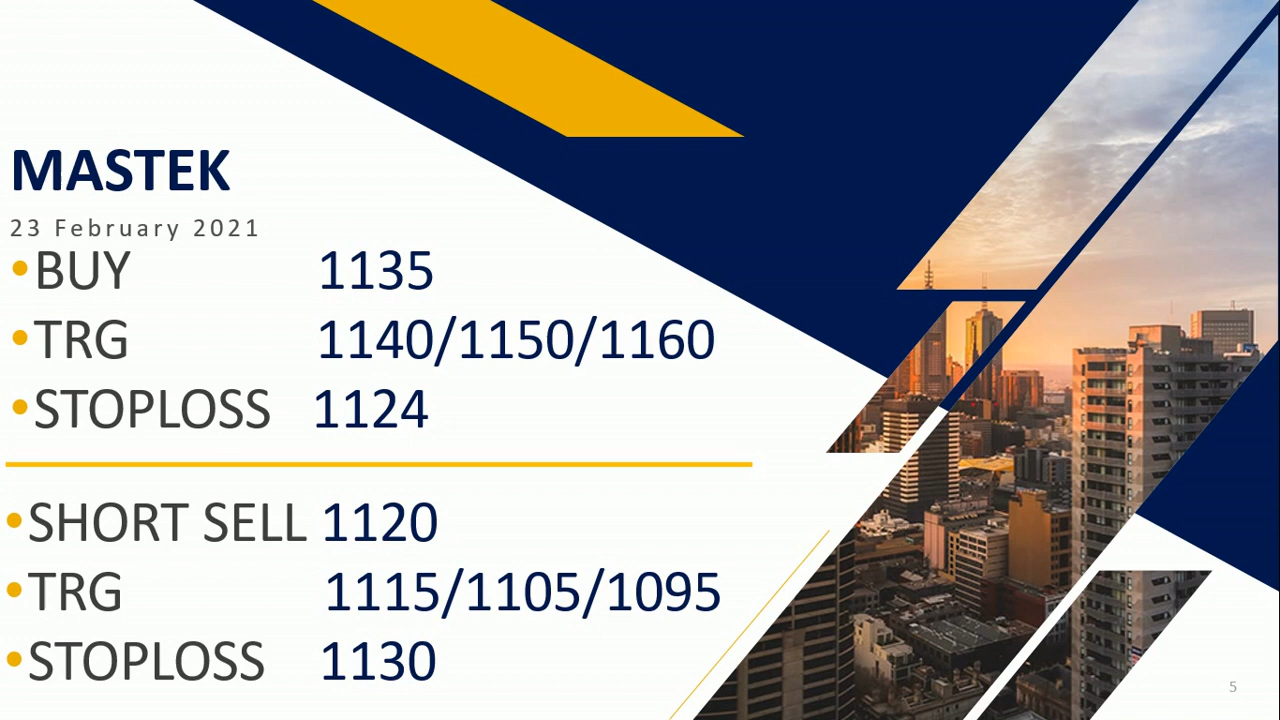 MASTEK
23 February 2021
•BUY 1135
•TRG 1140/1150/1160
•STOPLOSS 1124
•SHORT SELL 1120
•TRG 1115/1105/1095
•STOPLOSS 1130
5